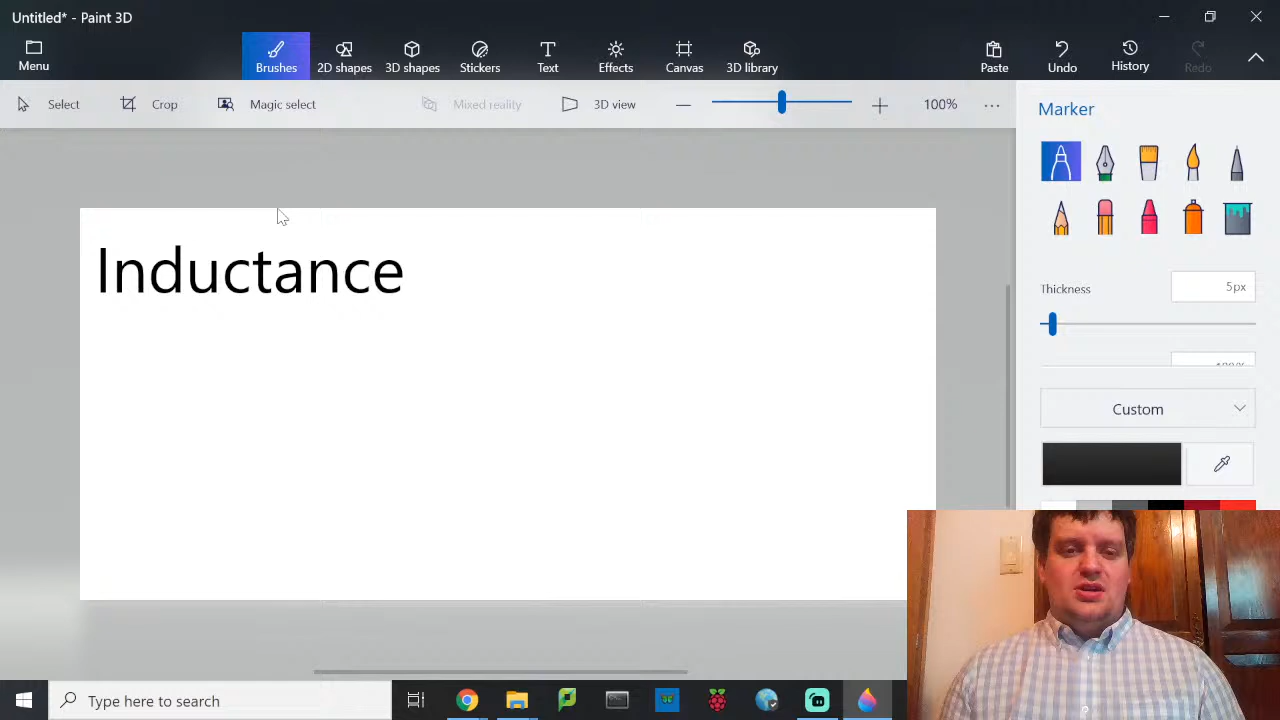 Untitled* - Paint 3D
Menu
Brushes
2D shapes
3D shapes
Stickers
Text
Effects
Canvas
3D library
Paste
Undo
History
Redo
Select
Crop
Magic select
Mixed reality
3D view
100%
Marker
Inductance
Thickness
5px
Custom
Type here to search